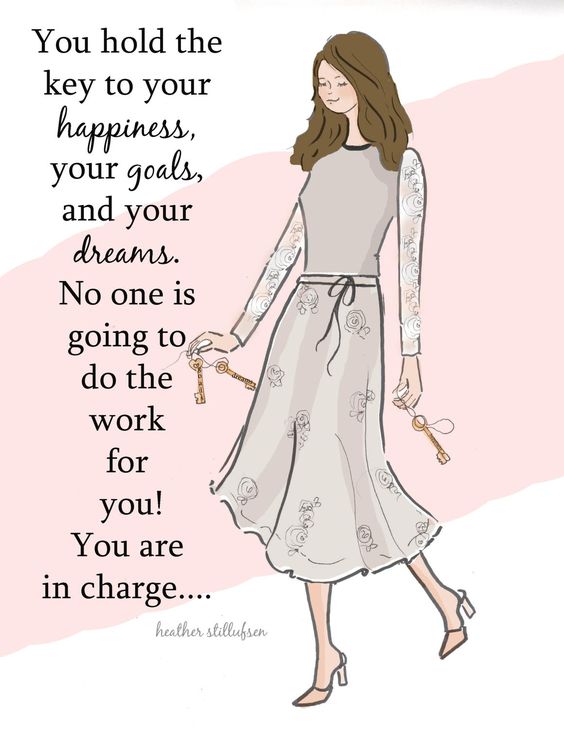 You hold the
key to your
happiness,
your goals,
and your
dreams.
No one is
going to
do the
work
for
you!
You are
in charge....
heather stillufsen